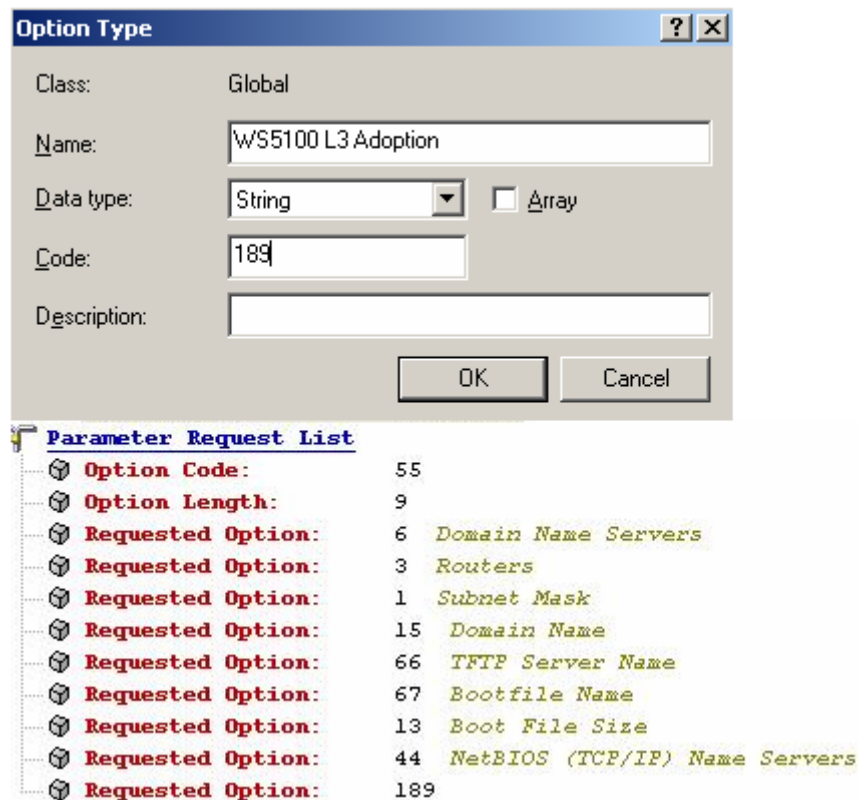 Option Type
Class: Global
Name: WS5100 L3 Adoption
Data type: String Array
Code: 189
Description:
OK Cancel
Parameter Request List
Option Code: 55
Option Length: 9
Requested Option: 6 Domain Name Servers
Requested Option: 3 Routers
Requested Option: 1 Subnet Mask
Requested Option: 15 Domain Name
Requested Option: 66 TFTP Server Name
Requested Option: 67 Bootfile Name
Requested Option: 13 Boot File Size
Requested Option: 44 NetBIOS (TCP/IP) Name Servers
Requested Option: 189